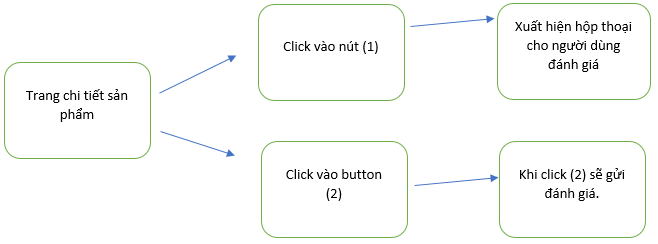 Trang chi tiết sản
phẩm
Click vào nút (1)
Xuất hiện hộp thoại
cho người dùng
đánh giá
Click vào button
(2)
Khi click (2) sẽ gửi
đánh giá.